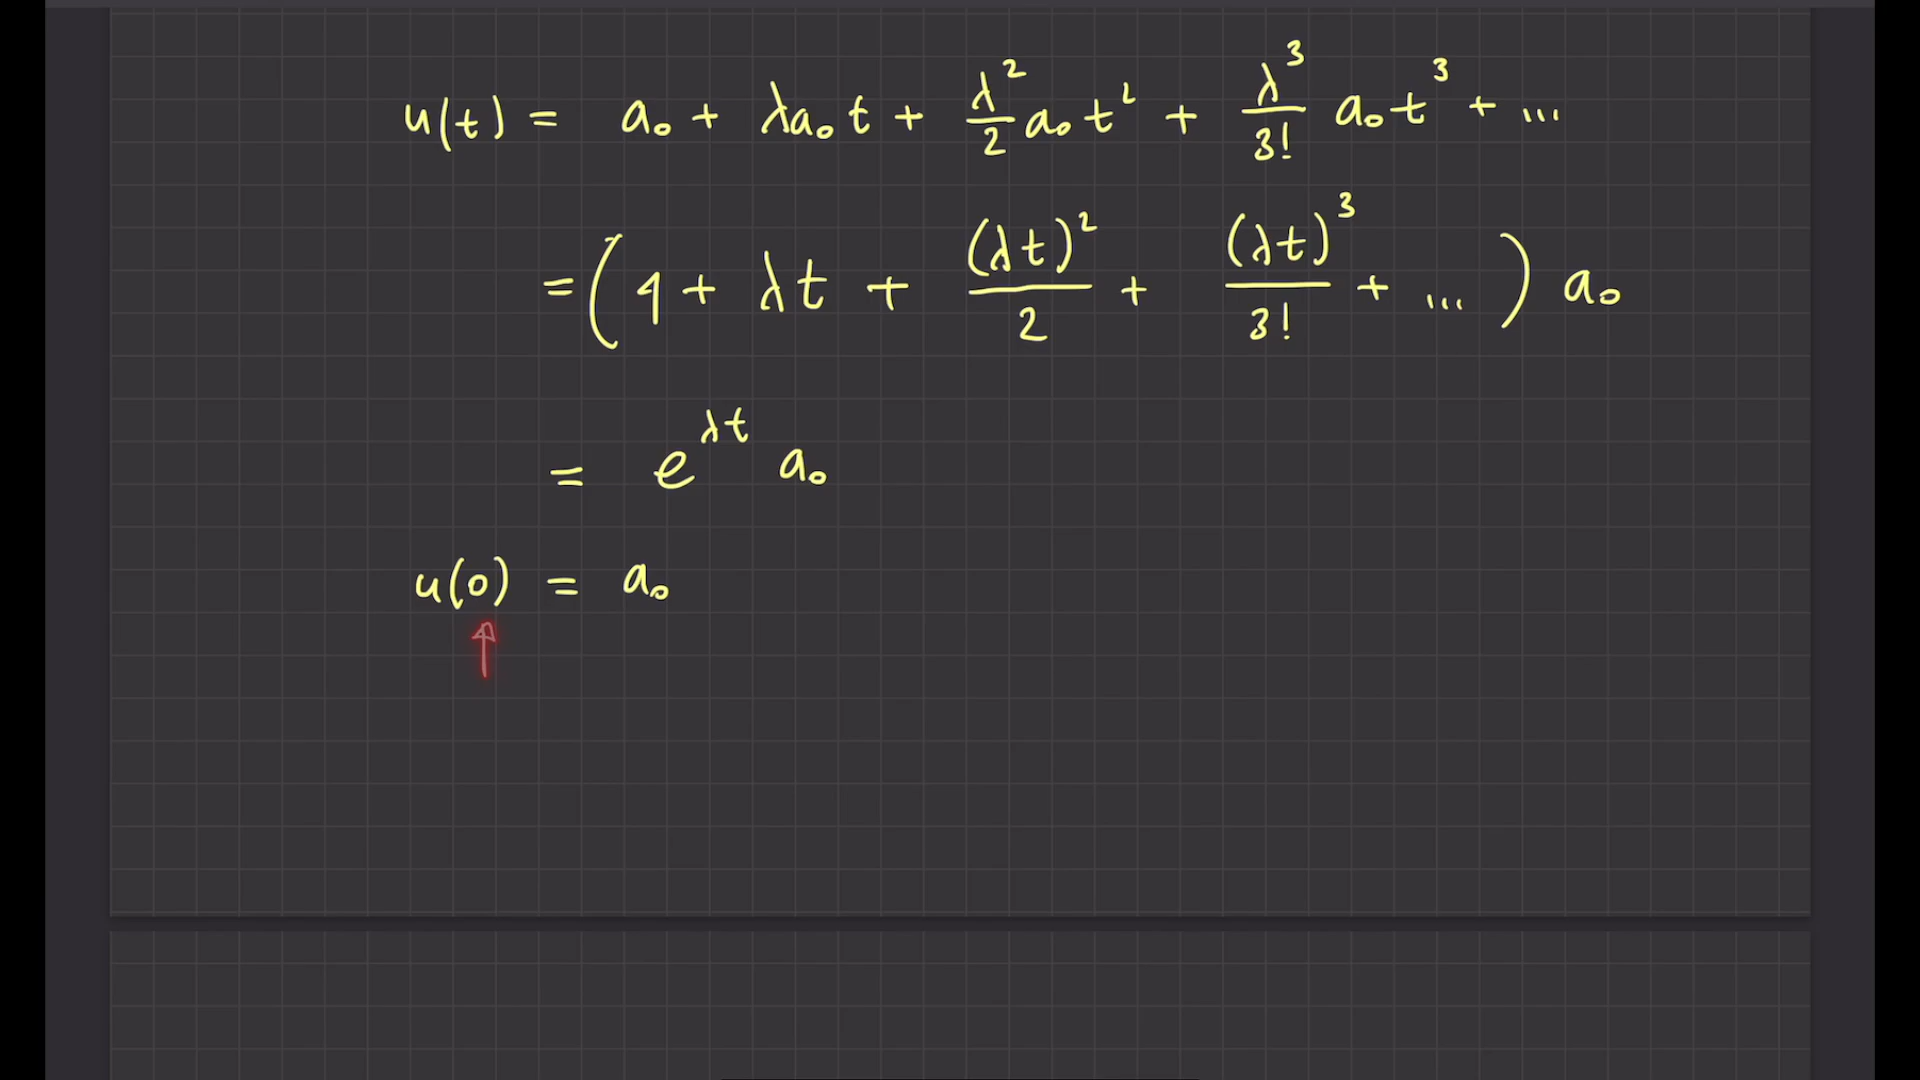 u(t) = a₀ + λa₀t + λ²/2 a₀t² + λ³/3! a₀t³ + ...
= (1 + λt + (λt)²/2 + (λt)³/3! + ...) a₀
= e^λt a₀
u(0) = a₀